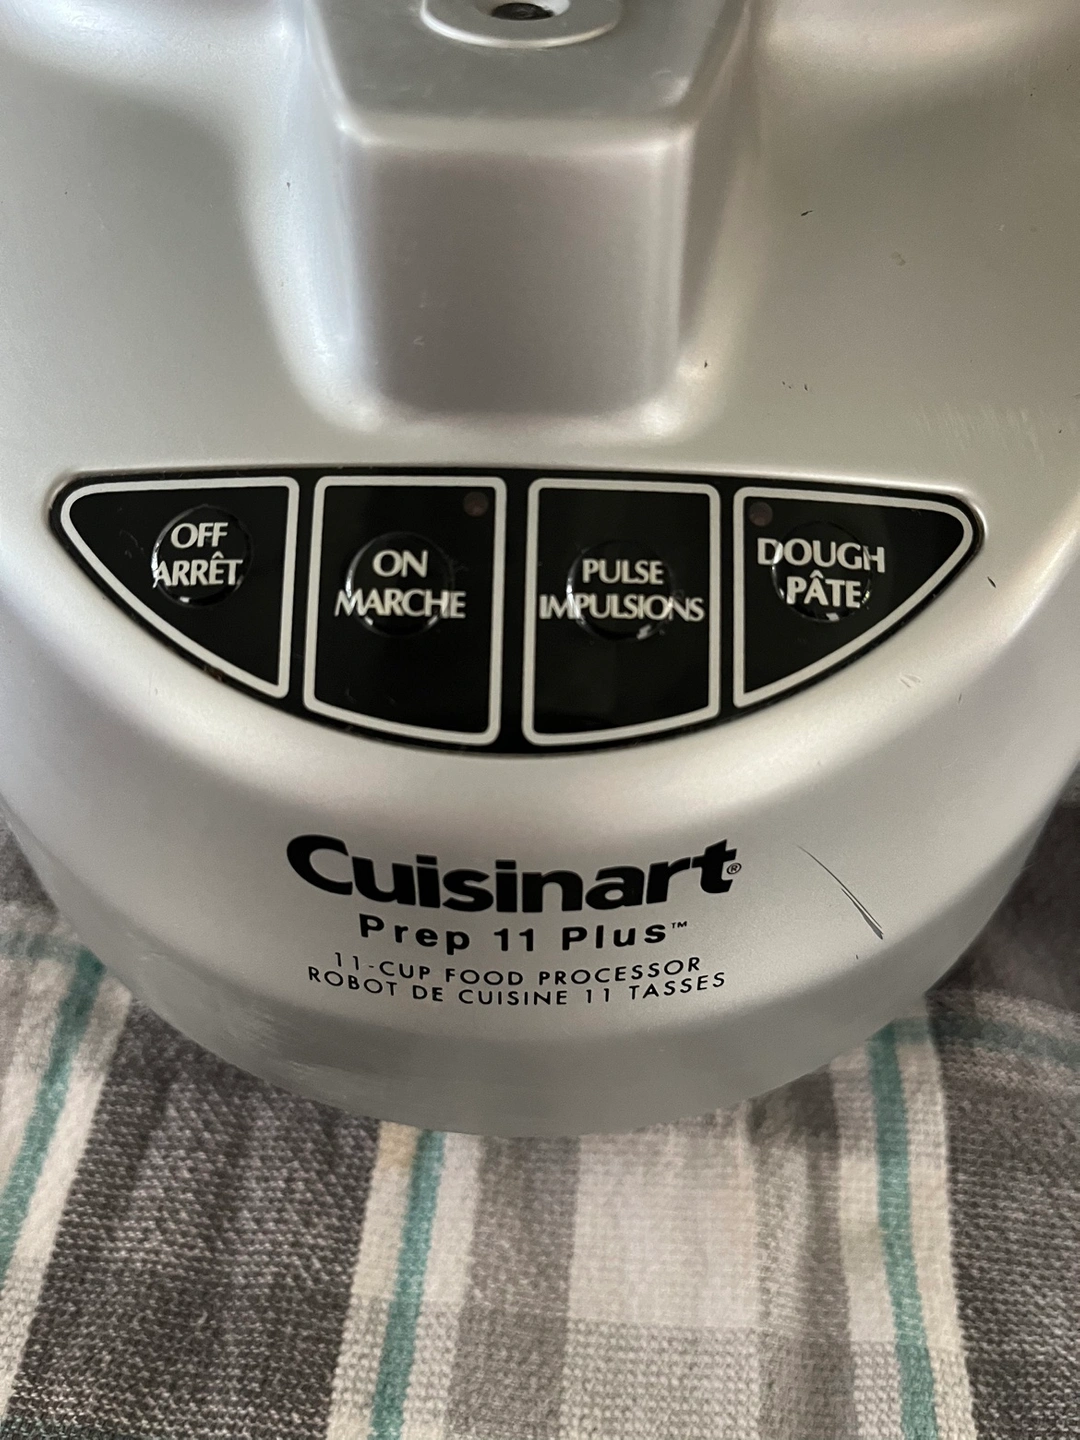 OFF
ARRÊT
ON
MARCHE
PULSE
IMPULSIONS
DOUGH
PÂTE
Cuisinart®
Prep 11 Plus™
11-CUP FOOD PROCESSOR
ROBOT DE CUISINE 11 TASSES